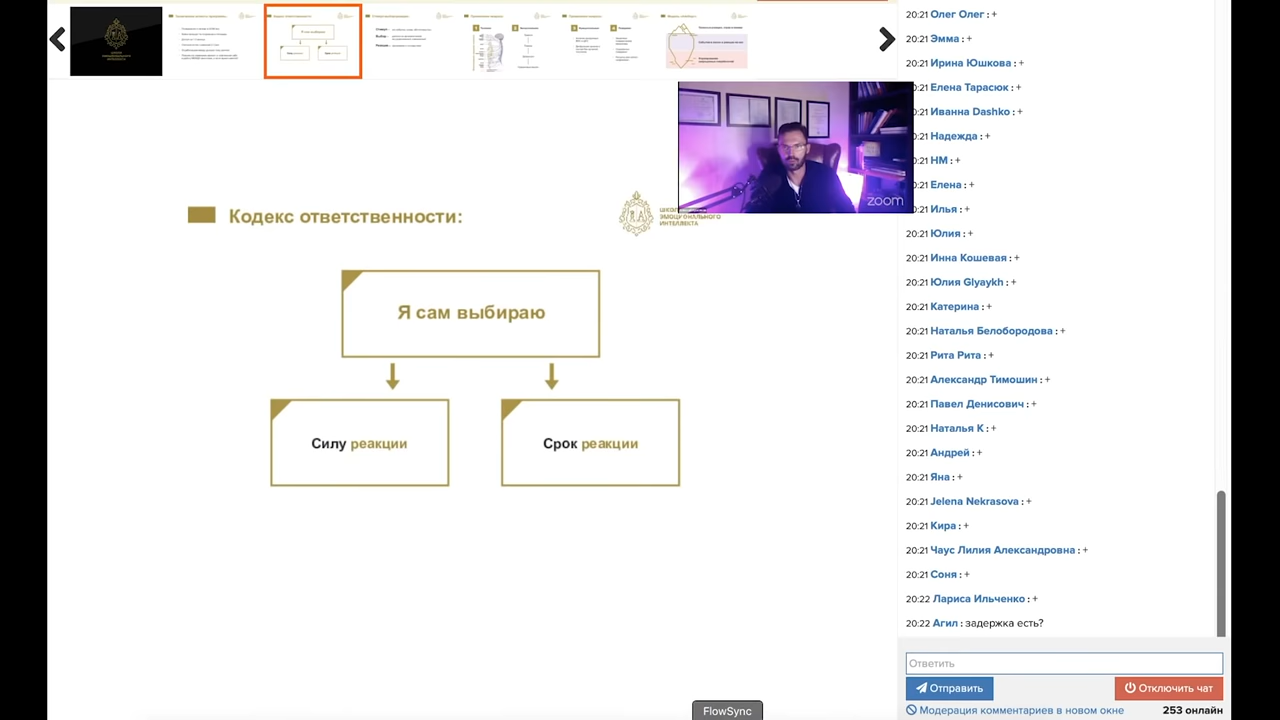 Кодекс ответственности:
ЭМОЦИОНАЛЬНОГО
ИНТЕЛЛЕКТА
Я сам выбираю
Силу реакции
Срок реакции
zoom
20:21 Олег Олег : +
20:21 Эмма : +
20:21 Ирина Юшкова : +
20:21 Елена Тарасюк : +
20:21 Иванна Dashko : +
20:21 Надежда : +
20:21 НМ : +
20:21 Елена : +
20:21 Илья : +
20:21 Юлия : +
20:21 Инна Кошевая : +
20:21 Юлия Glyaykh : +
20:21 Катерина : +
20:21 Наталья Белобородова : +
20:21 Рита Рита : +
20:21 Александр Тимошин : +
20:21 Павел Денисович : +
20:21 Наталья К : +
20:21 Андрей : +
20:21 Яна : +
20:21 Jelena Nekrasova : +
20:21 Кира : +
20:21 Чаус Лилия Александровна : +
20:21 Соня : +
20:22 Лариса Ильченко : +
20:22 Агил : задержка есть?
Ответить
Отправить
Отключить чат
Модерация комментариев в новом окне
253 онлайн
FlowSync